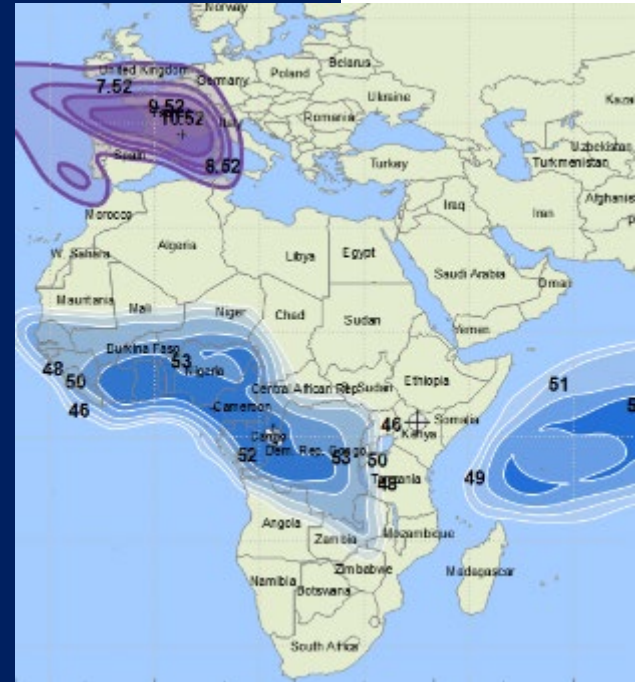 Norway
United Kingdom
Belarus
Poland
Germany
7.52
Ukraine
Kaza
9.52
10.52
Italy
Romania
Uzbekistan
Spain
8.52
Turkey
Turkmenistan
Afghanis
Morocco
Iraq
Iran
Algeria
Libya
Egypt
W. Sahara
Saudi Arabia
Oman
Mauritania
Mali
Niger
Chad
Sudan
Yemen
Burkina Faso
48
53
Nigeria
50
Central African Rep.
Sudan
Ethiopia
51
46
Cameroon
46
Somalia
Kenya
Congo
52
Dem. Rep. Congo
53
50
49
48
Tanzania
Angola
Zambia
Mozambique
Zimbabwe
Madagascar
Namibia
Botswana
South Africa